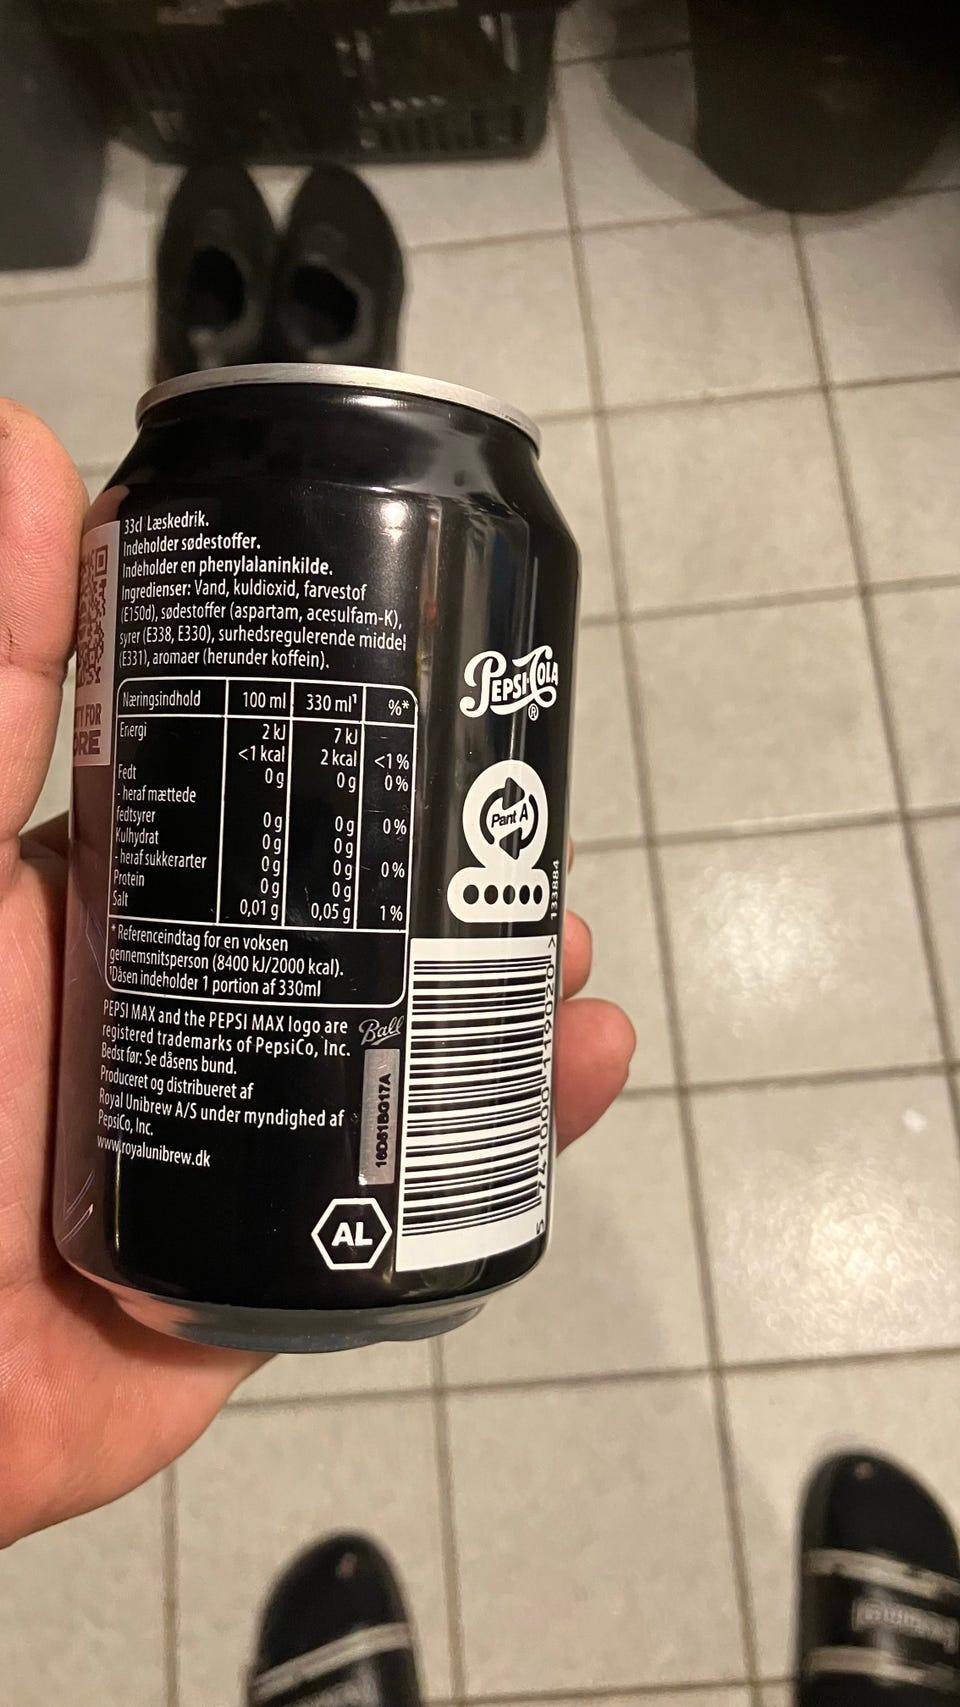 33cl Læskedrik.
Indeholder sødestoffer.
Indeholder en phenylalaninkilde.
Ingredienser: Vand, kuldioxid, farvestof
(E150d), sødestoffer (aspartam, acesulfam-K),
syrer (E338, E330), surhedsregulerende middel
(E331), aromaer (herunder koffein).
Næringsindhold 100 ml 330 ml¹ %*
Energi 2 kJ 7 kJ
<1 kcal 2 kcal <1 %
Fedt 0 g 0 g 0 %
- heraf mættede
fedtsyrer 0 g 0 g 0 %
Kulhydrat 0 g 0 g
- heraf sukkerarter 0 g 0 g 0 %
Protein 0 g 0 g
Salt 0,01 g 0,05 g 1 %
* Referenceindtag for en voksen
gennemsnitsperson (8400 kJ/2000 kcal).
¹Dåsen indeholder 1 portion af 330ml
PEPSI MAX and the PEPSI MAX logo are
registered trademarks of PepsiCo, Inc.
Bedst før: Se dåsens bund.
Produceret og distribueret af
Royal Unibrew A/S under myndighed af
PepsiCo, Inc.
www.royalunibrew.dk
Ball
AL
PEPSI-COLA
®
Pant A
133884
5 741000 119020 >
TY FOR
ORE